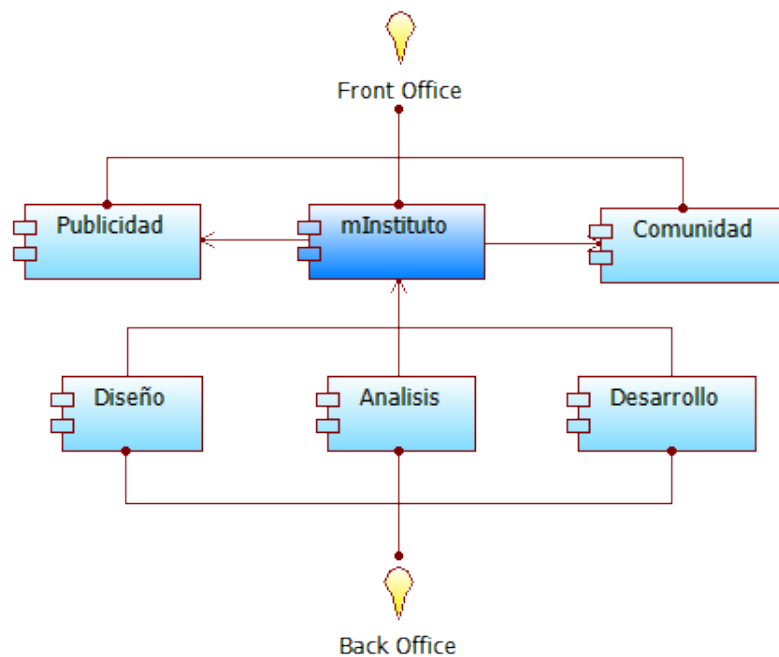 Front Office
Publicidad
mInstituto
Comunidad
Diseño
Analisis
Desarrollo
Back Office